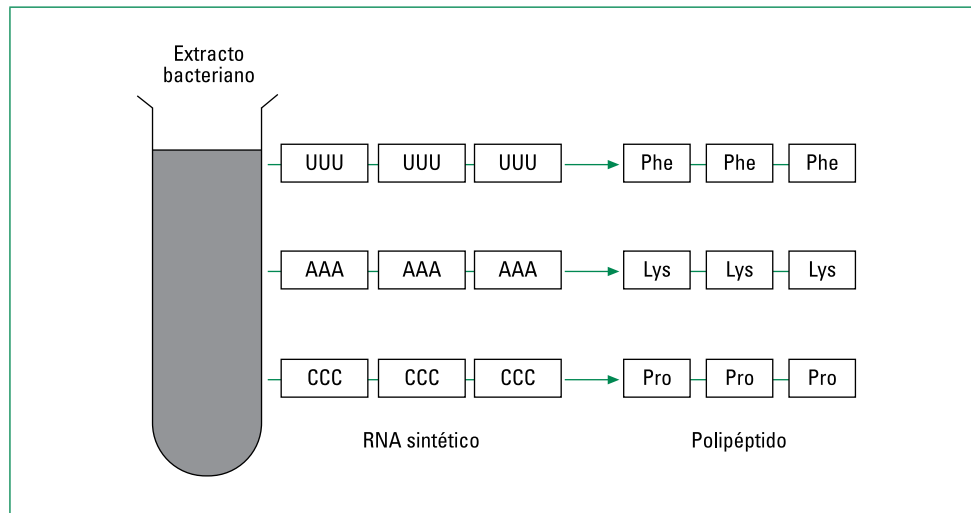 Extracto
bacteriano
UUU UUU UUU Phe Phe Phe
AAA AAA AAA Lys Lys Lys
CCC CCC CCC Pro Pro Pro
RNA sintético Polipéptido